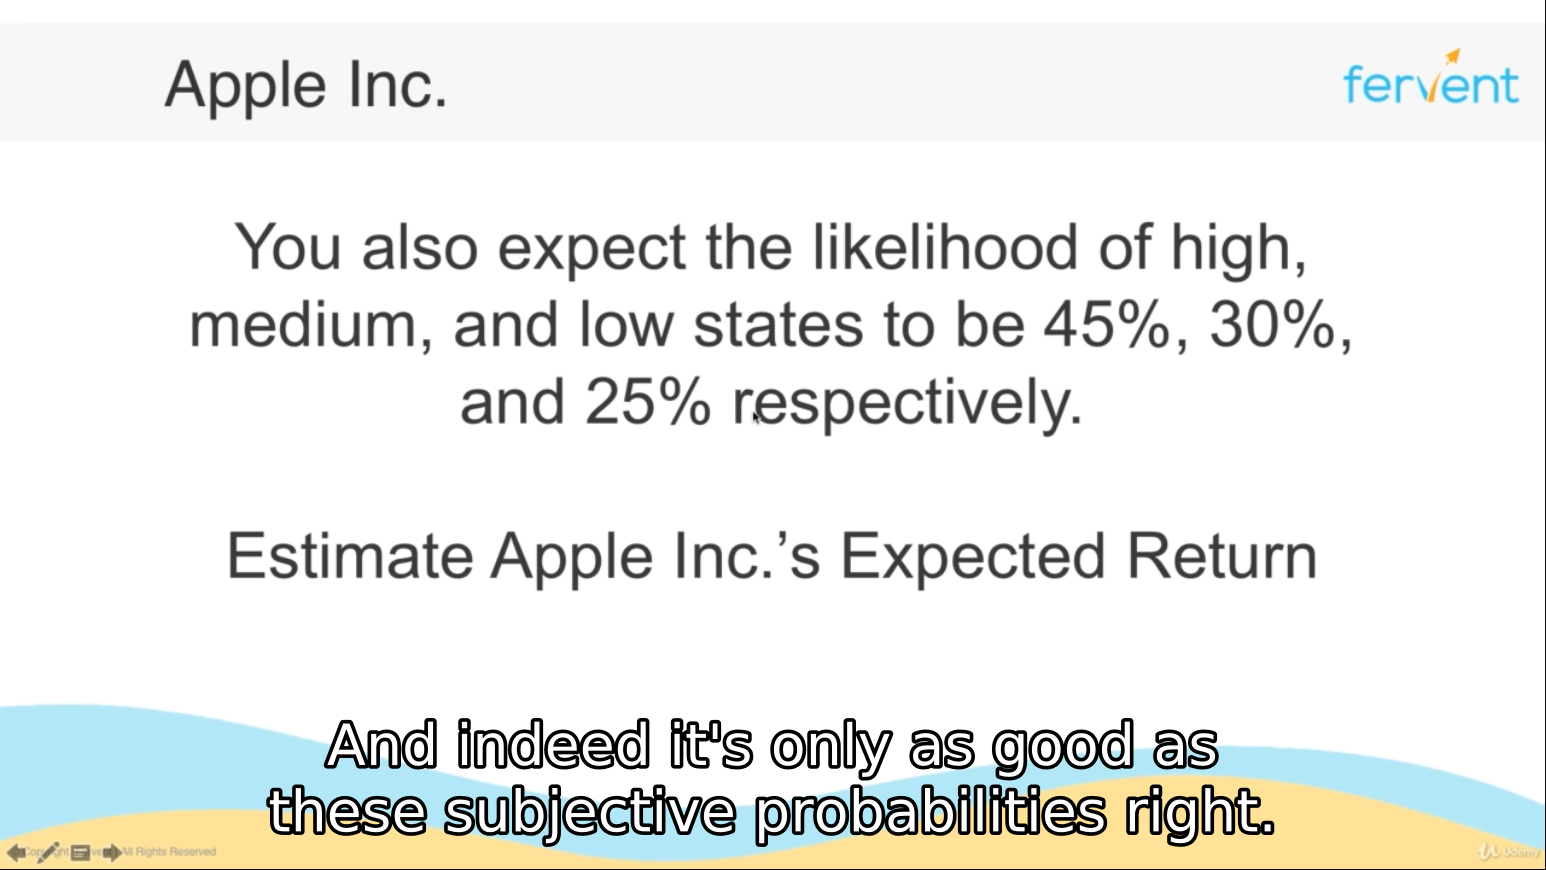 Apple Inc.
fervent
You also expect the likelihood of high,
medium, and low states to be 45%, 30%,
and 25% respectively.
Estimate Apple Inc.’s Expected Return
And indeed it's only as good as
these subjective probabilities right.
All Rights Reserved
Udemy